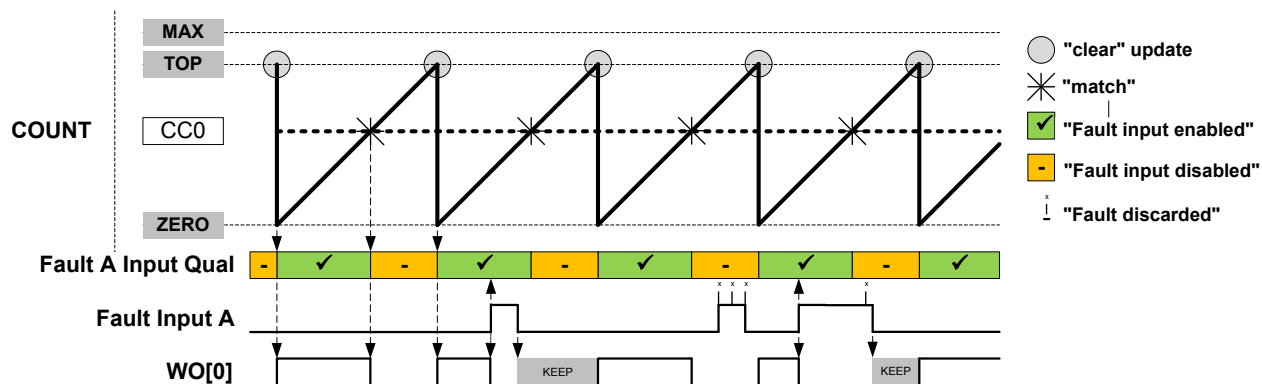 MAX
TOP
COUNT
CC0
ZERO
"clear" update
"match"
"Fault input enabled"
- "Fault input disabled"
x
"Fault discarded"
Fault A Input Qual
- - - - -
x x x x
Fault Input A
WO[0]
KEEP KEEP